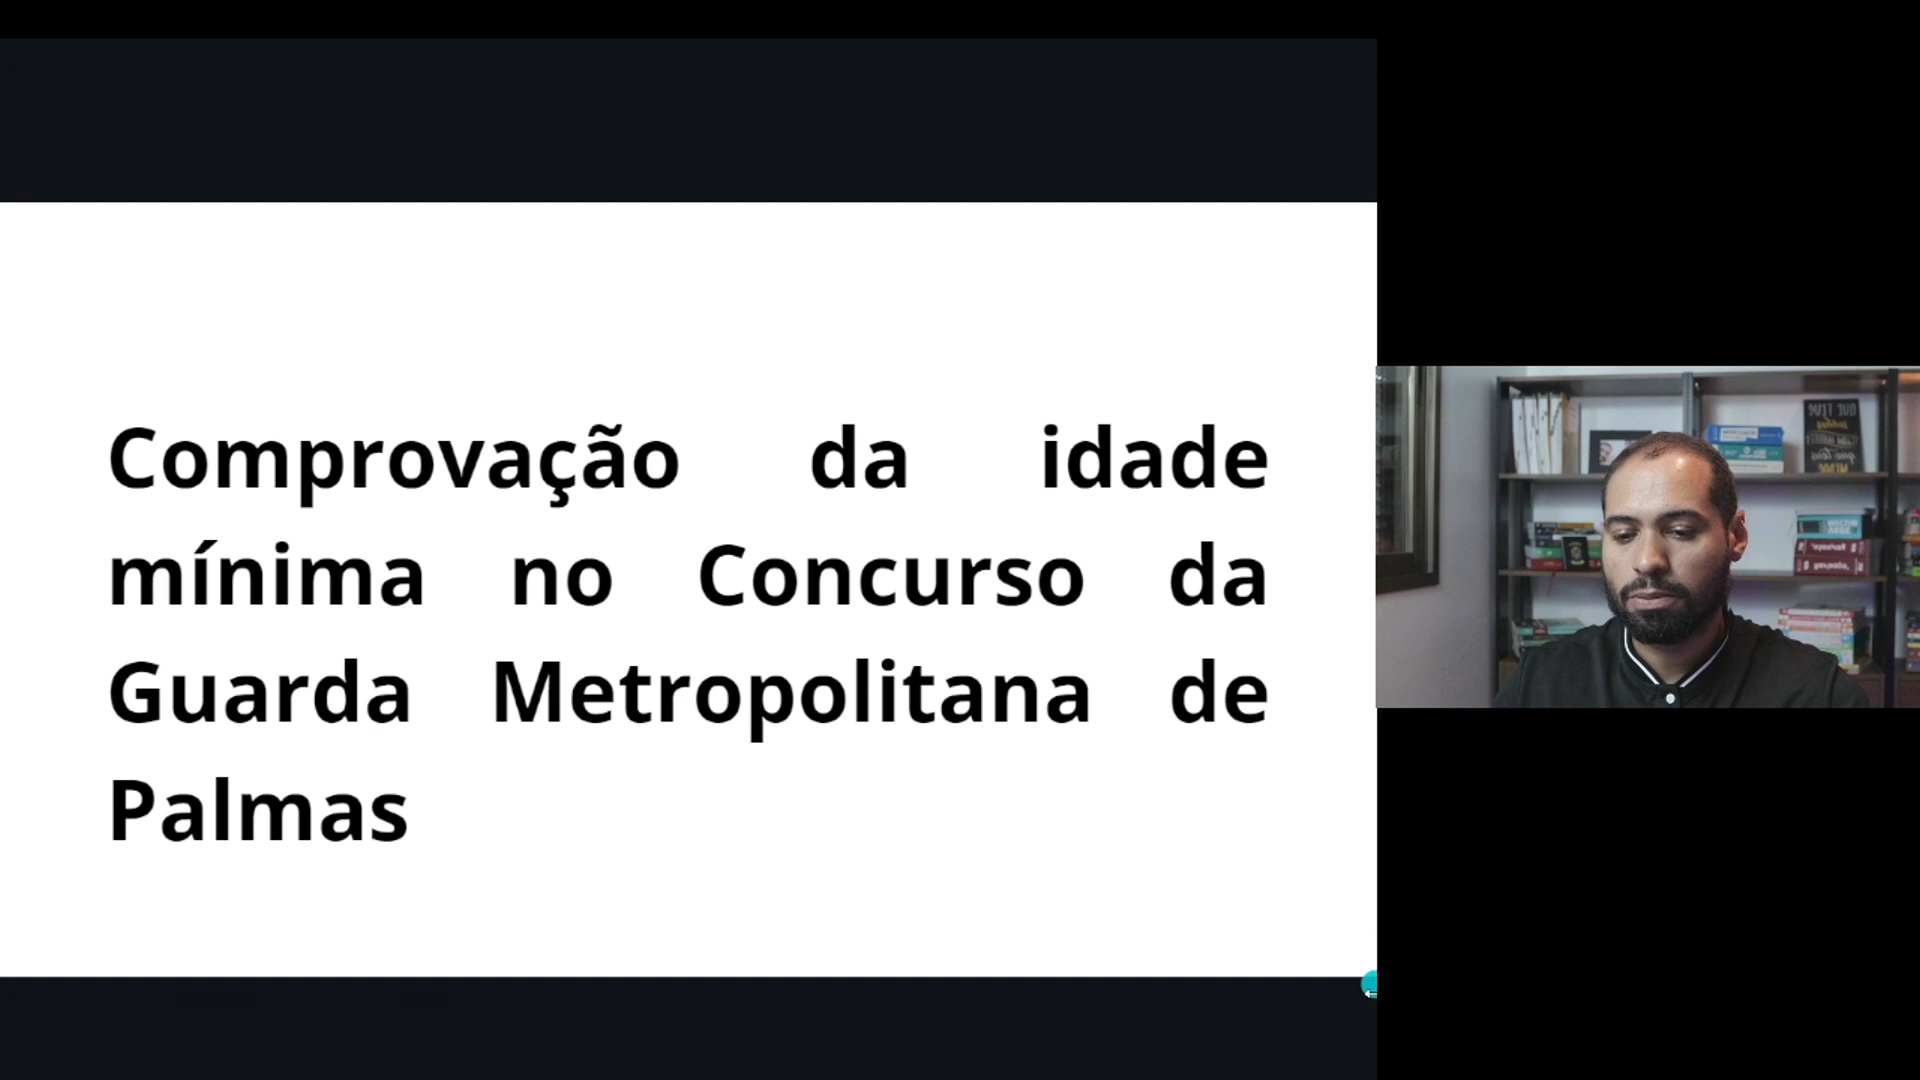 Comprovação da idade
mínima no Concurso da
Guarda Metropolitana de
Palmas